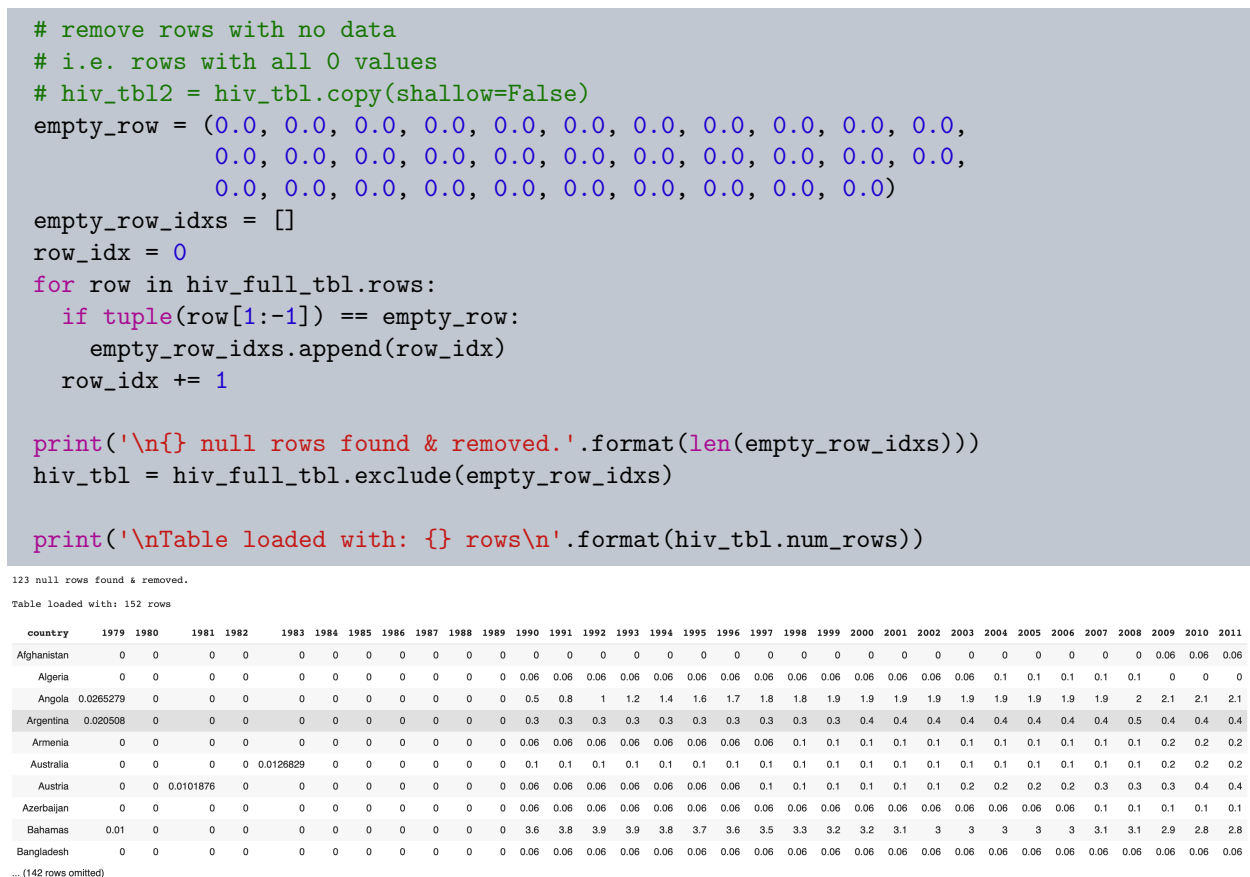 # remove rows with no data
# i.e. rows with all 0 values
# hiv_tbl2 = hiv_tbl.copy(shallow=False)
empty_row = (0.0, 0.0, 0.0, 0.0, 0.0, 0.0, 0.0, 0.0, 0.0, 0.0, 0.0,
0.0, 0.0, 0.0, 0.0, 0.0, 0.0, 0.0, 0.0, 0.0, 0.0, 0.0,
0.0, 0.0, 0.0, 0.0, 0.0, 0.0, 0.0, 0.0, 0.0, 0.0)
empty_row_idxs = []
row_idx = 0
for row in hiv_full_tbl.rows:
if tuple(row[1:-1]) == empty_row:
empty_row_idxs.append(row_idx)
row_idx += 1
print('\n{} null rows found & removed.'.format(len(empty_row_idxs)))
hiv_tbl = hiv_full_tbl.exclude(empty_row_idxs)
print('\nTable loaded with: {} rows\n'.format(hiv_tbl.num_rows))
123 null rows found & removed.
Table loaded with: 152 rows
country 1979 1980 1981 1982 1983 1984 1985 1986 1987 1988 1989 1990 1991 1992 1993 1994 1995 1996 1997 1998 1999 2000 2001 2002 2003 2004 2005 2006 2007 2008 2009 2010 2011
Afghanistan 0 0 0 0 0 0 0 0 0 0 0 0 0 0 0 0 0 0 0 0 0 0 0 0 0 0 0 0 0 0 0.06 0.06 0.06
Algeria 0 0 0 0 0 0 0 0 0 0 0 0.06 0.06 0.06 0.06 0.06 0.06 0.06 0.06 0.06 0.06 0.06 0.06 0.06 0.06 0.1 0.1 0.1 0.1 0.1 0 0 0
Angola 0.0265279 0 0 0 0 0 0 0 0 0 0 0.5 0.8 1 1.2 1.4 1.6 1.7 1.8 1.8 1.9 1.9 1.9 1.9 1.9 1.9 1.9 1.9 1.9 2 2.1 2.1 2.1
Argentina 0.020508 0 0 0 0 0 0 0 0 0 0 0.3 0.3 0.3 0.3 0.3 0.3 0.3 0.3 0.3 0.3 0.4 0.4 0.4 0.4 0.4 0.4 0.4 0.4 0.5 0.4 0.4 0.4
Armenia 0 0 0 0 0 0 0 0 0 0 0 0.06 0.06 0.06 0.06 0.06 0.06 0.06 0.06 0.1 0.1 0.1 0.1 0.1 0.1 0.1 0.1 0.1 0.1 0.1 0.2 0.2 0.2
Australia 0 0 0 0 0.0126829 0 0 0 0 0 0 0.1 0.1 0.1 0.1 0.1 0.1 0.1 0.1 0.1 0.1 0.1 0.1 0.1 0.1 0.1 0.1 0.1 0.1 0.1 0.2 0.2 0.2
Austria 0 0 0.0101876 0 0 0 0 0 0 0 0 0.06 0.06 0.06 0.06 0.06 0.06 0.06 0.1 0.1 0.1 0.1 0.1 0.1 0.2 0.2 0.2 0.2 0.3 0.3 0.3 0.4 0.4
Azerbaijan 0 0 0 0 0 0 0 0 0 0 0 0.06 0.06 0.06 0.06 0.06 0.06 0.06 0.06 0.06 0.06 0.06 0.06 0.06 0.06 0.06 0.06 0.06 0.1 0.1 0.1 0.1 0.1
Bahamas 0.01 0 0 0 0 0 0 0 0 0 0 3.6 3.8 3.9 3.9 3.8 3.7 3.6 3.5 3.3 3.2 3.2 3.1 3 3 3 3 3 3.1 3.1 2.9 2.8 2.8
Bangladesh 0 0 0 0 0 0 0 0 0 0 0 0.06 0.06 0.06 0.06 0.06 0.06 0.06 0.06 0.06 0.06 0.06 0.06 0.06 0.06 0.06 0.06 0.06 0.06 0.06 0.06 0.06 0.06
... (142 rows omitted)